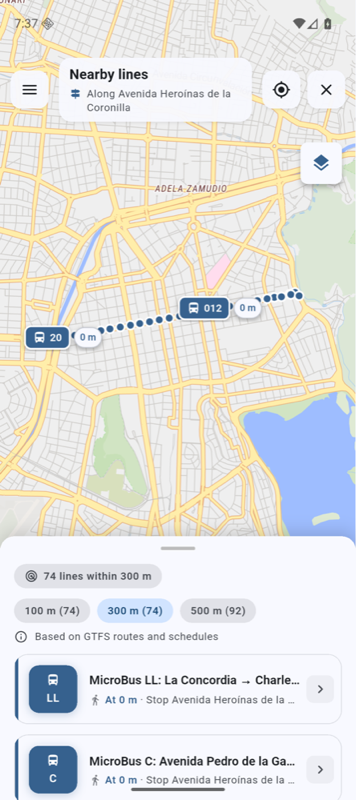 7:37
Nearby lines
Along Avenida Heroínas de la
Coronilla
ADELA ZAMUDIO
012
0 m
20
0 m
74 lines within 300 m
100 m (74)
300 m (74)
500 m (92)
Based on GTFS routes and schedules
LL
MicroBus LL: La Concordia → Charle...
At 0 m · Stop Avenida Heroínas de la ...
C
MicroBus C: Avenida Pedro de la Ga...
At 0 m · Stop Avenida Heroínas de la ...